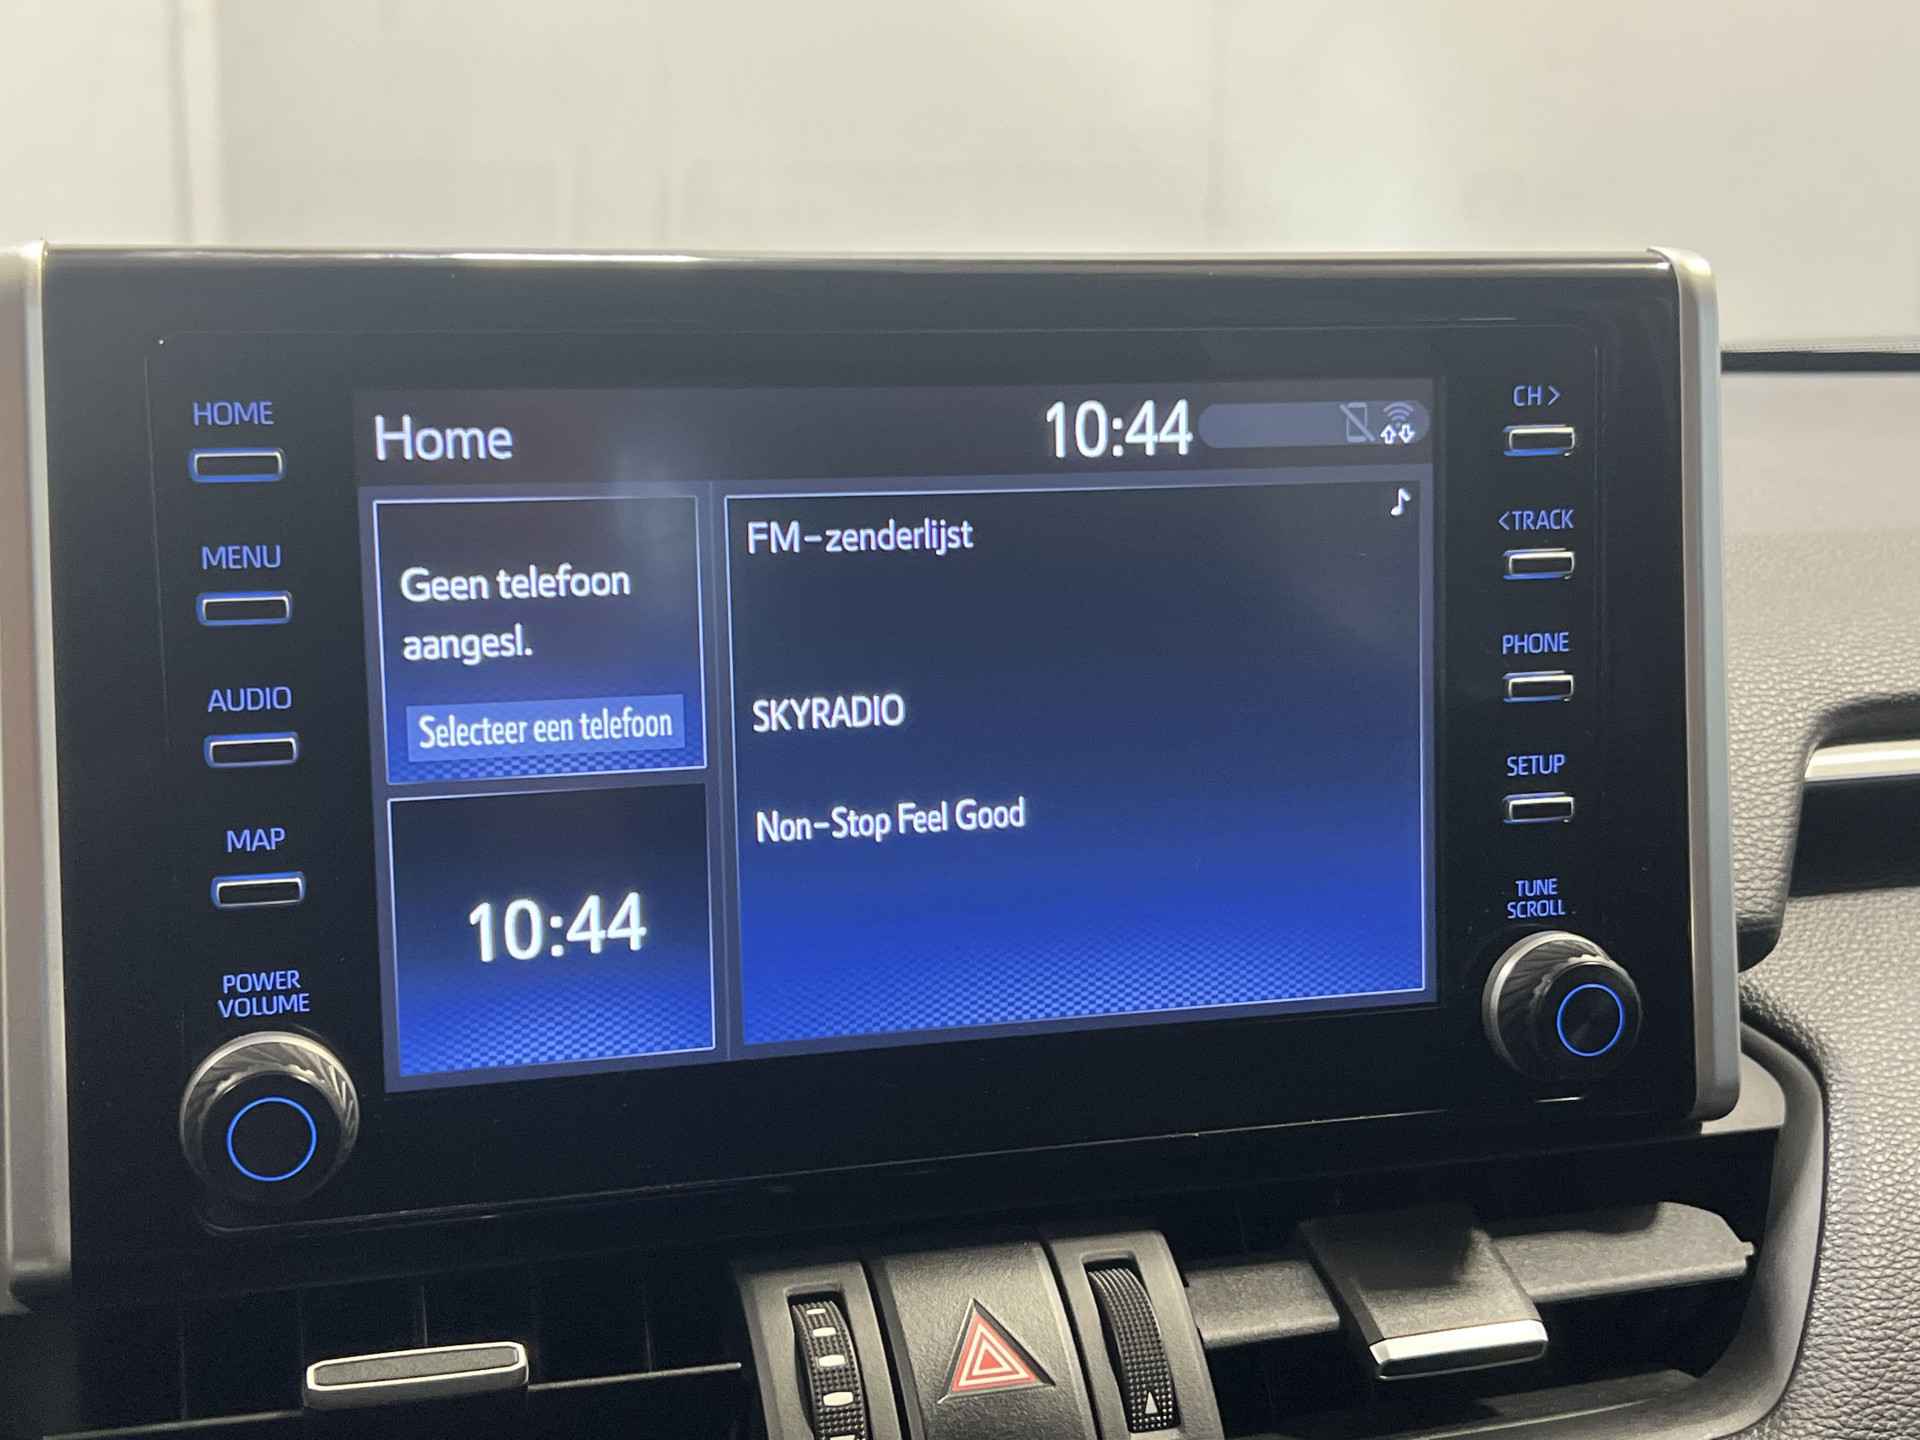 HOME
MENU
AUDIO
MAP
POWER
VOLUME
Home
10:44
Geen telefoon
aangesl.
Selecteer een telefoon
10:44
FM-zenderlijst
SKYRADIO
Non-Stop Feel Good
CH>
<TRACK
PHONE
SETUP
TUNE
SCROLL